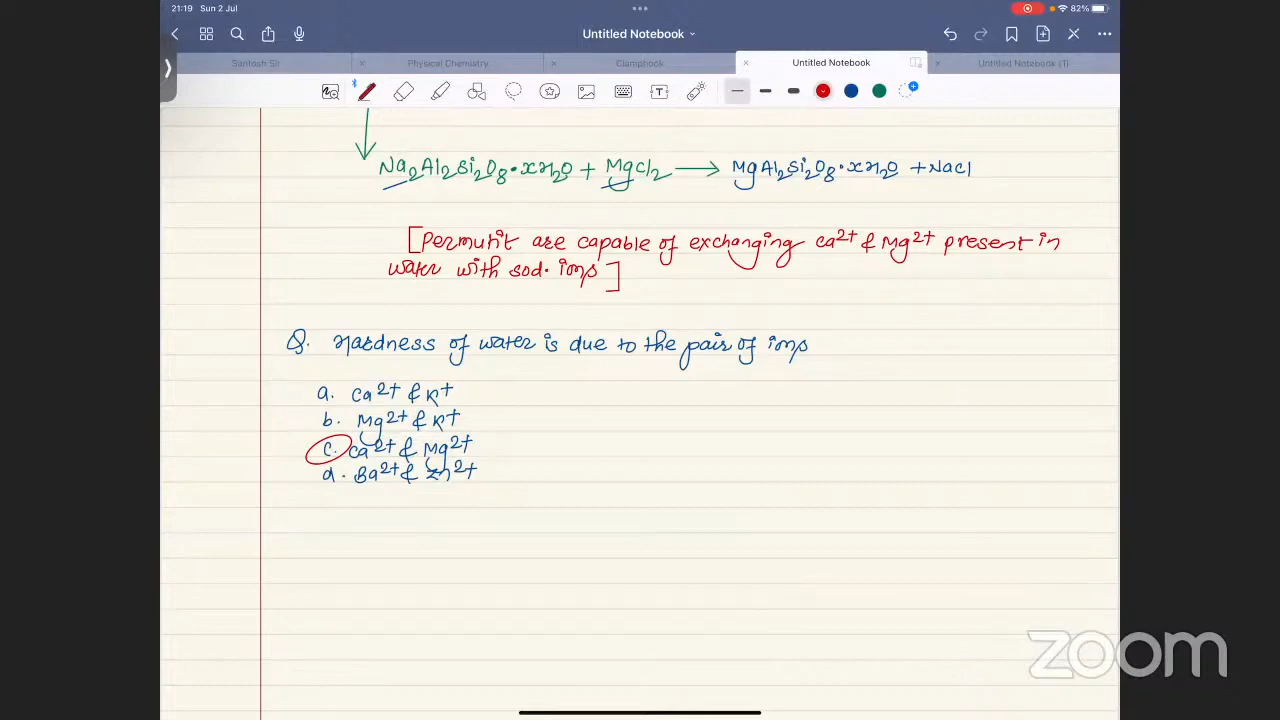 21:19 Sun 2 Jul
82%
Untitled Notebook
Santosh Sir
Physical Chemistry
Clamphook
Untitled Notebook
Untitled Notebook (1)
Na2Al2Si2O8·xH2O + MgCl2 → MgAl2Si2O8·xH2O + NaCl
[Permutit are capable of exchanging Ca2+ & Mg2+ present in
water with sod. ions]
Q. Hardness of water is due to the pair of ions
a. Ca2+ & K+
b. Mg2+ & K+
c. Ca2+ & Mg2+
d. Ba2+ & Zn2+
zoom